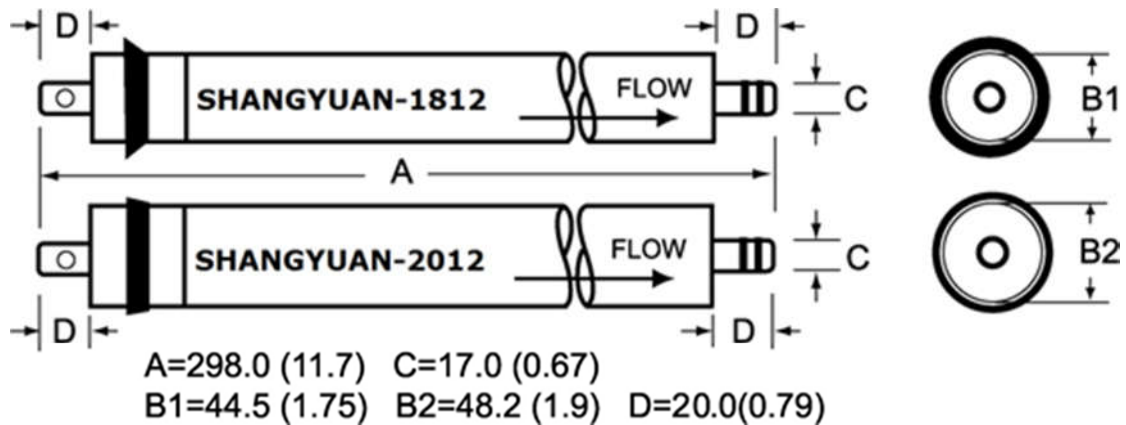 D D
SHANGYUAN-1812 FLOW C B1
A
SHANGYUAN-2012 FLOW C B2
D D
A=298.0 (11.7) C=17.0 (0.67)
B1=44.5 (1.75) B2=48.2 (1.9) D=20.0(0.79)